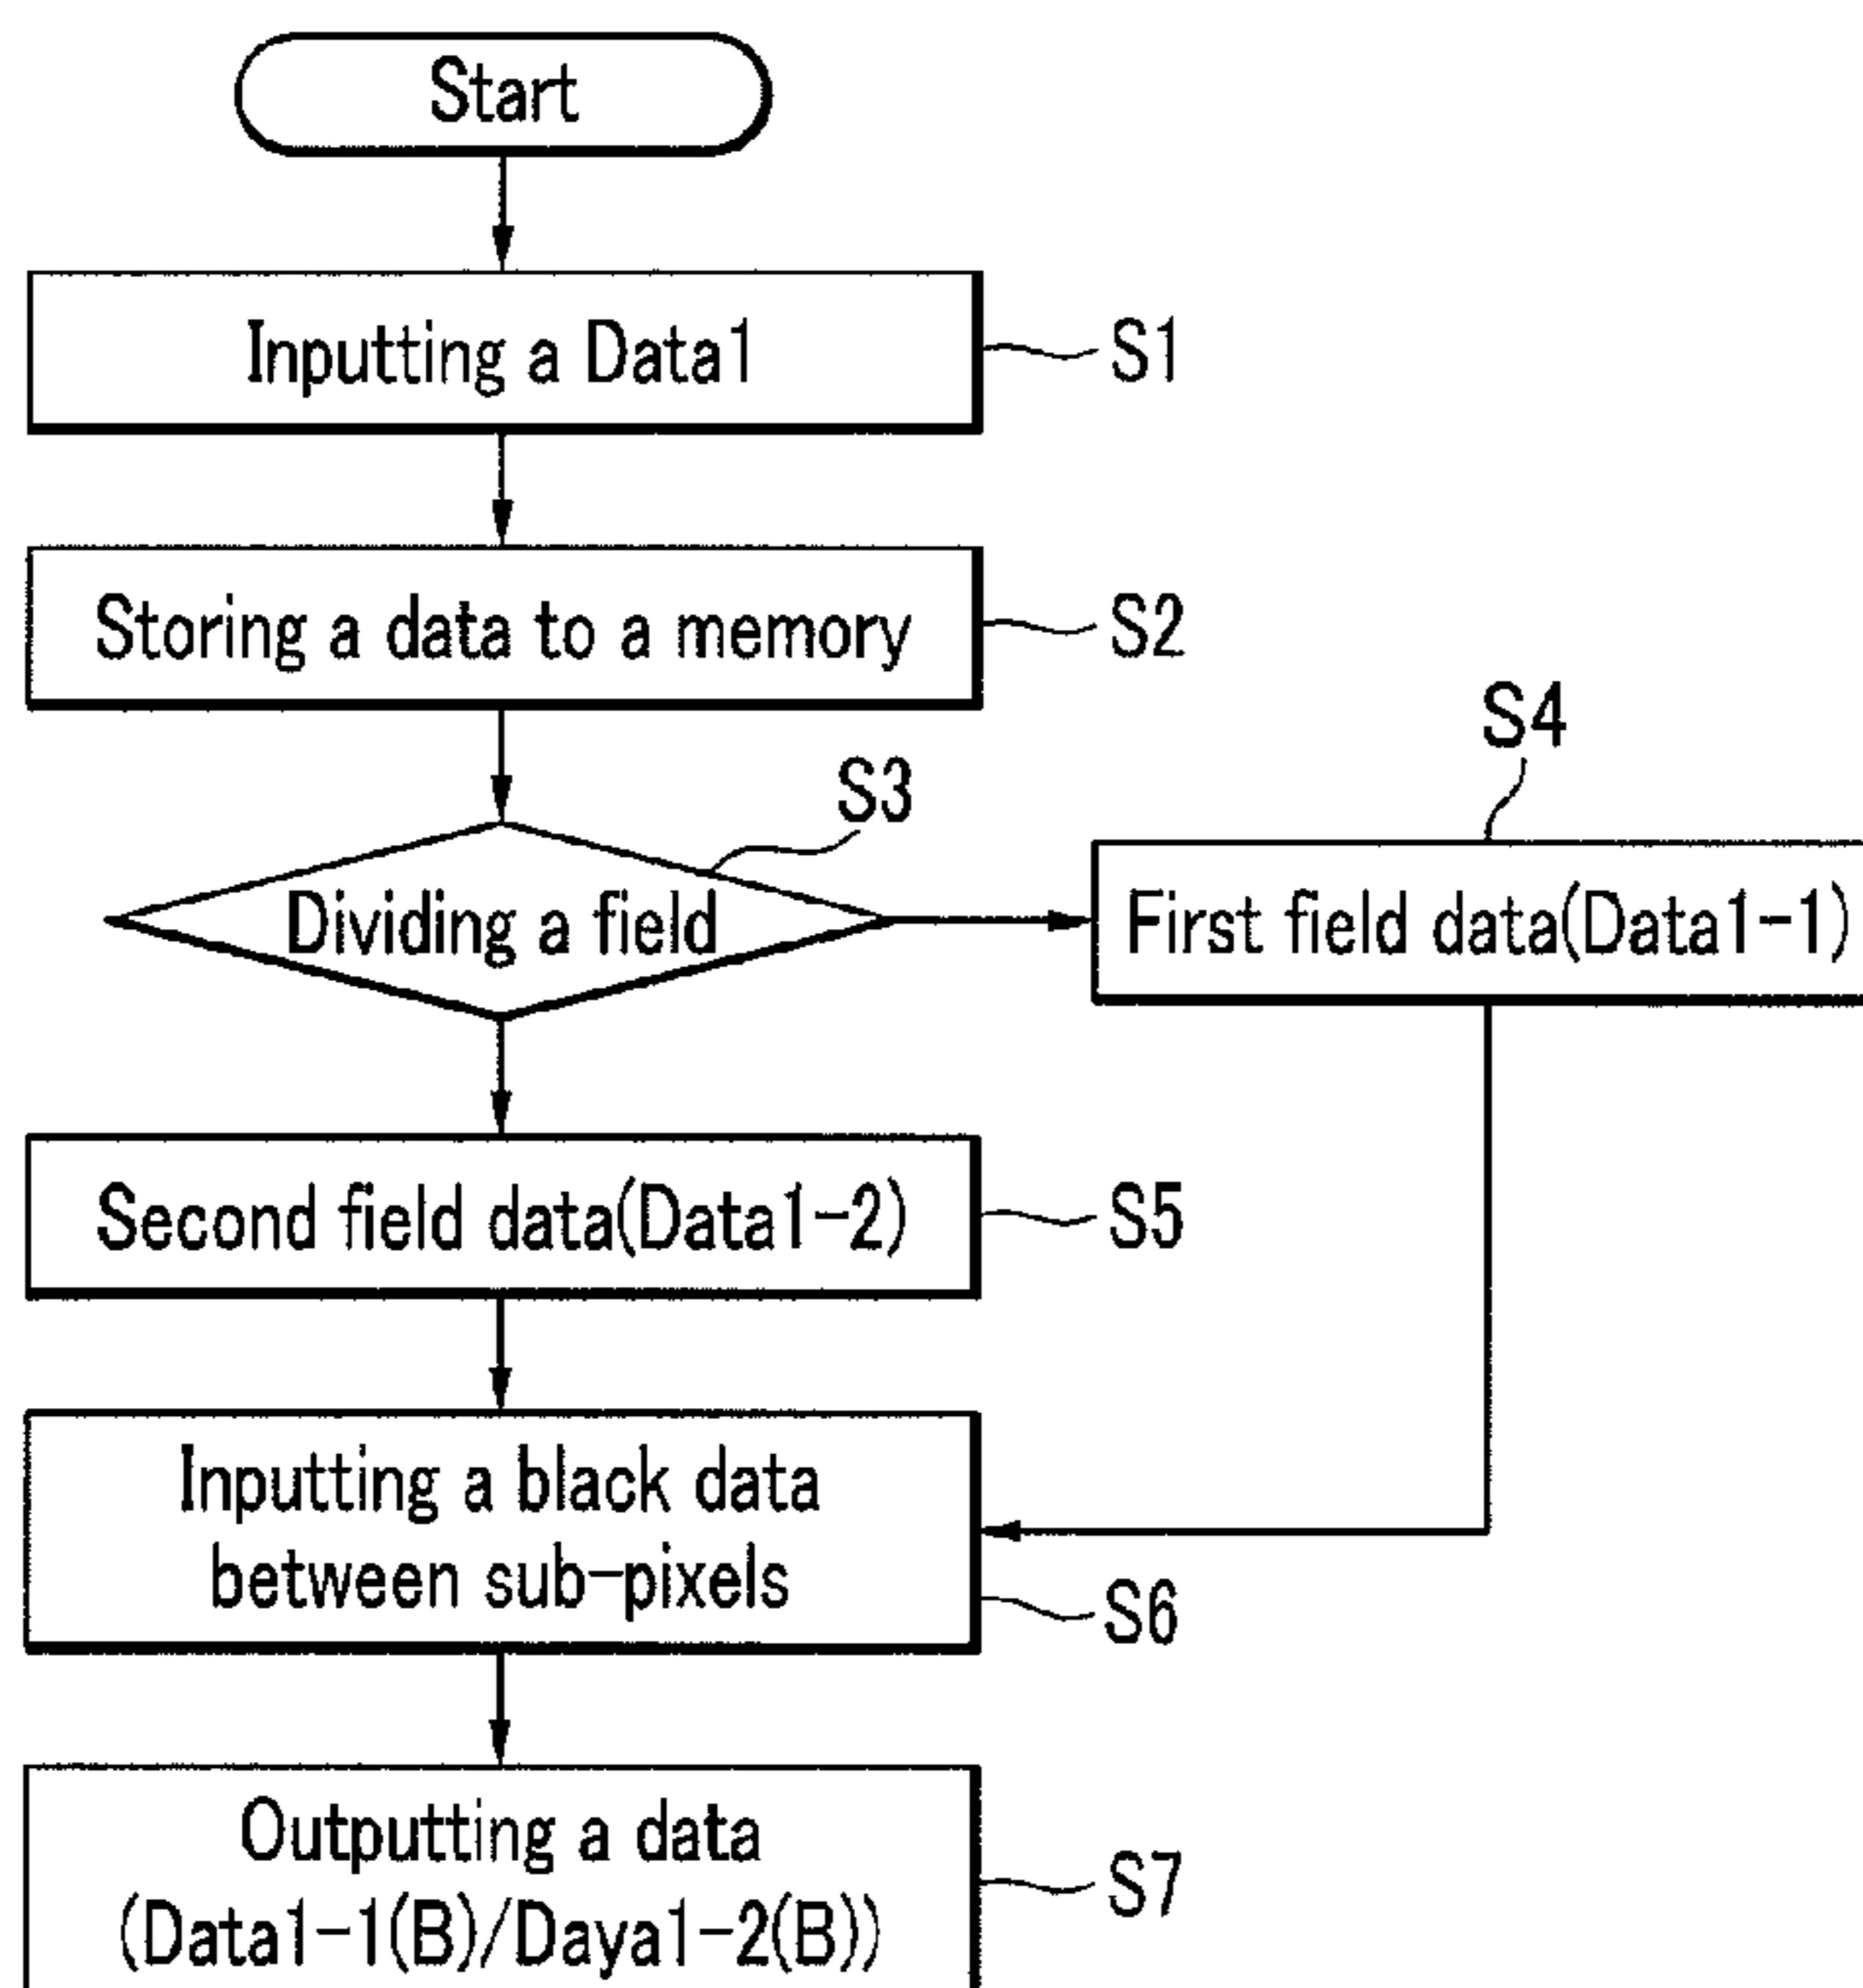 Start
Inputting a Data1
S1
Storing a data to a memory
S2
S3
Dividing a field
S4
First field data(Data1-1)
Second field data(Data1-2)
S5
Inputting a black data
between sub-pixels
S6
Outputting a data
(Data1-1(B)/Daya1-2(B))
S7